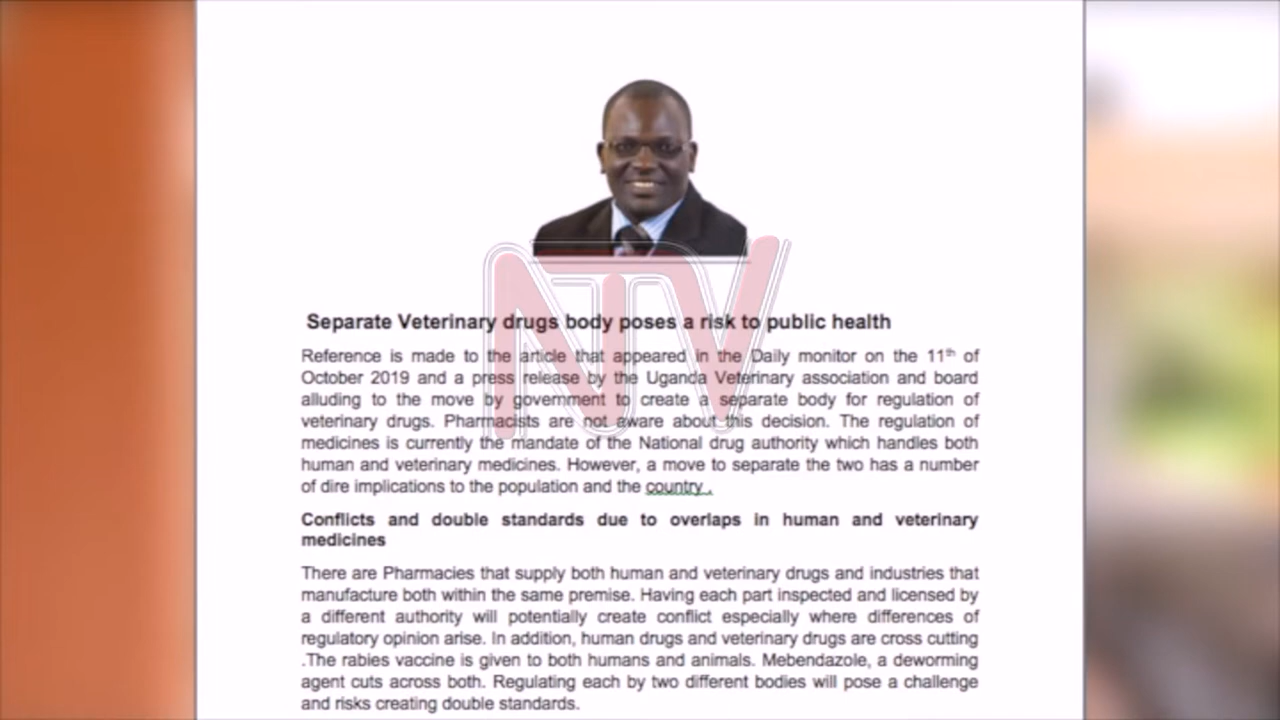 NTV
Separate Veterinary drugs body poses a risk to public health
Reference is made to the article that appeared in the Daily monitor on the 11th of
October 2019 and a press release by the Uganda Veterinary association and board
alluding to the move by government to create a separate body for regulation of
veterinary drugs. Pharmacists are not aware about this decision. The regulation of
medicines is currently the mandate of the National drug authority which handles both
human and veterinary medicines. However, a move to separate the two has a number
of dire implications to the population and the country .
Conflicts and double standards due to overlaps in human and veterinary
medicines
There are Pharmacies that supply both human and veterinary drugs and industries that
manufacture both within the same premise. Having each part inspected and licensed by
a different authority will potentially create conflict especially where differences of
regulatory opinion arise. In addition, human drugs and veterinary drugs are cross cutting
.The rabies vaccine is given to both humans and animals. Mebendazole, a deworming
agent cuts across both. Regulating each by two different bodies will pose a challenge
and risks creating double standards.